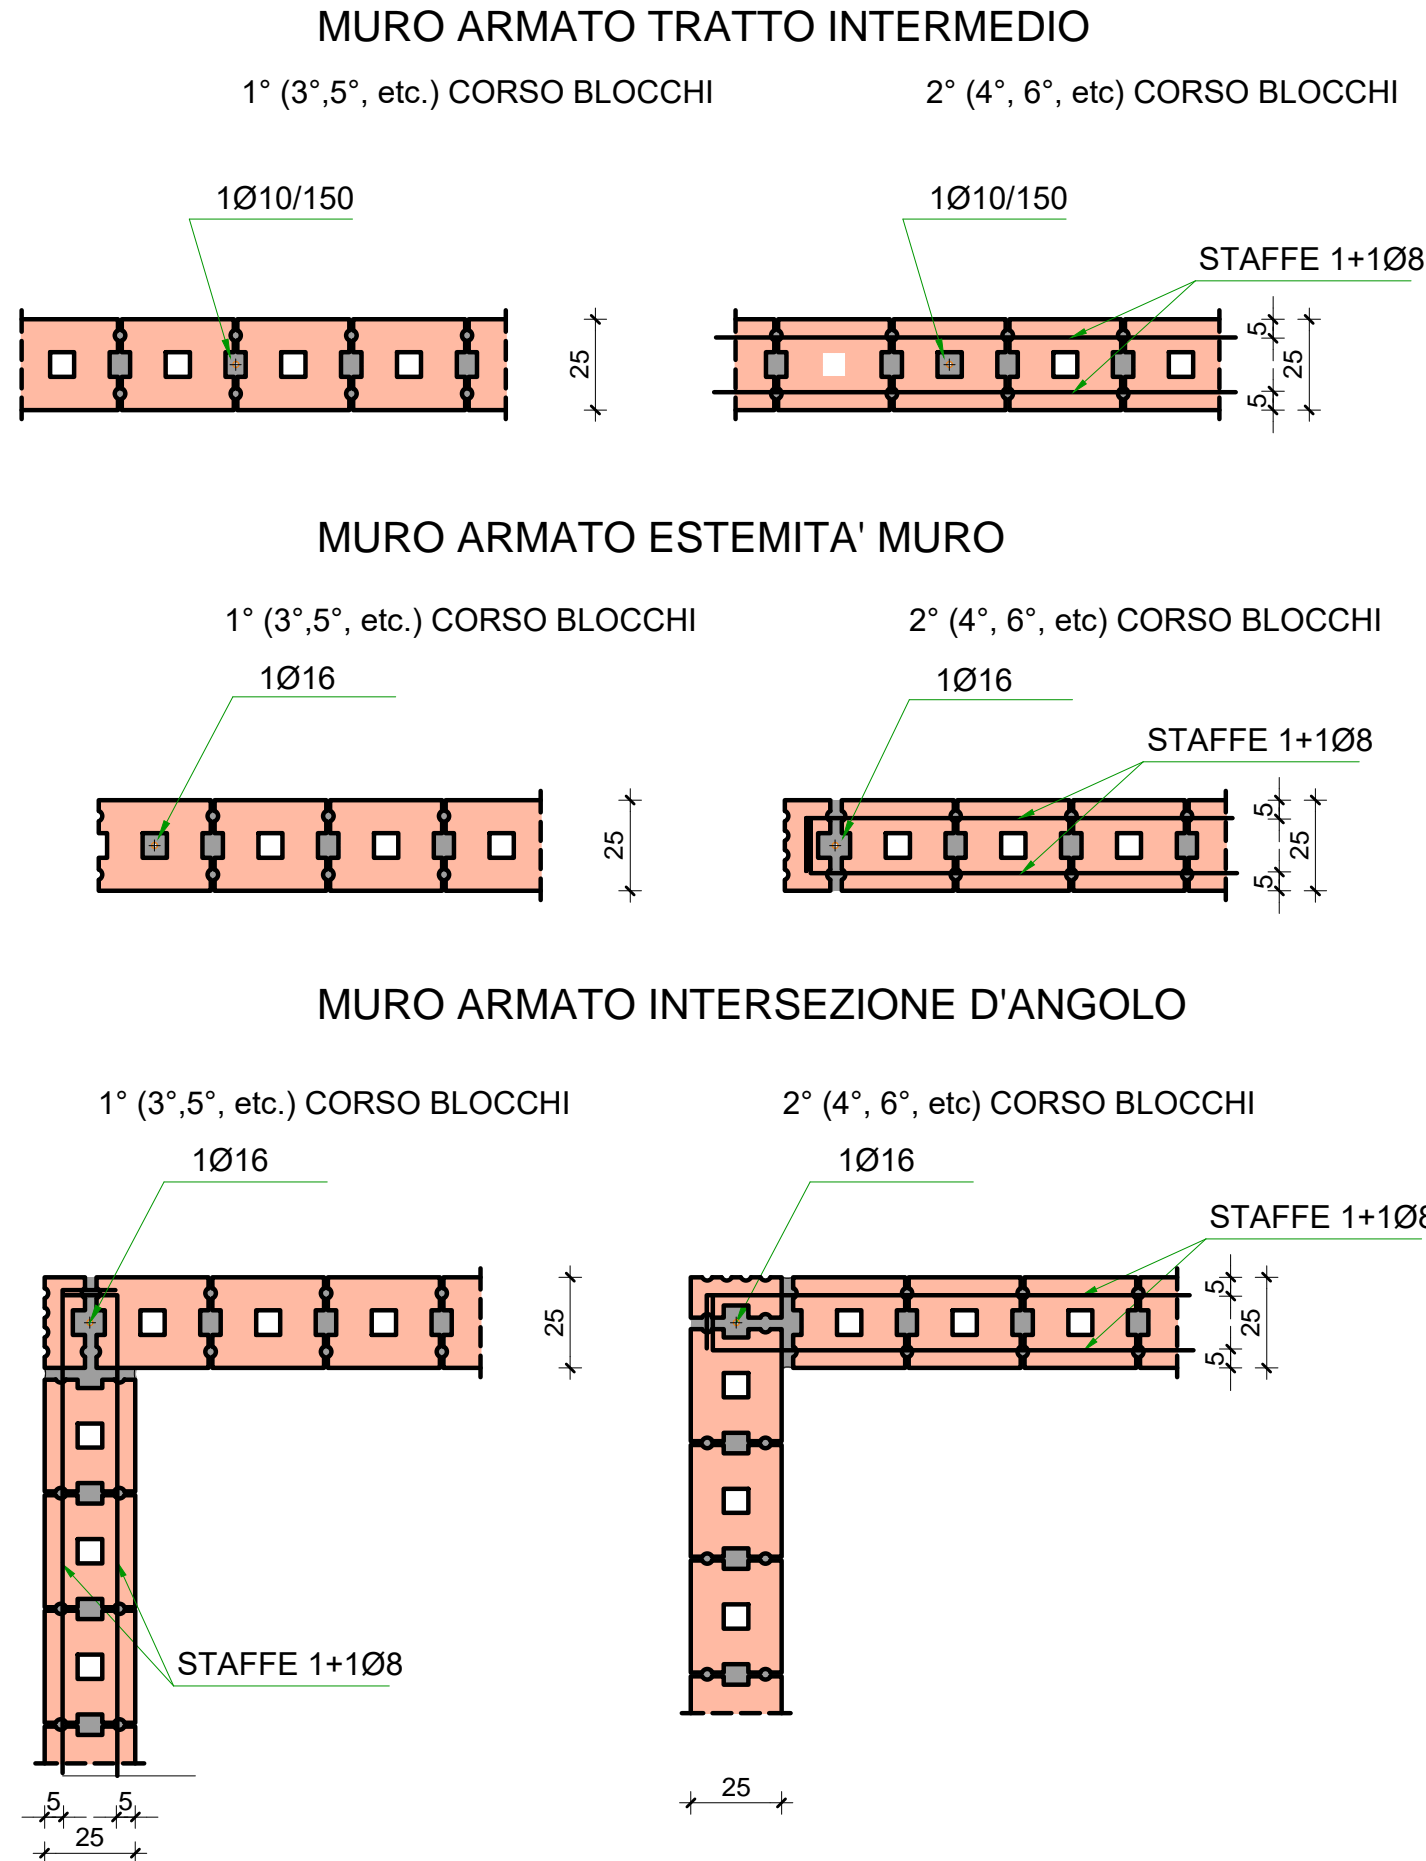 MURO ARMATO TRATTO INTERMEDIO
1° (3°,5°, etc.) CORSO BLOCCHI
2° (4°, 6°, etc) CORSO BLOCCHI
1Ø10/150
1Ø10/150
STAFFE 1+1Ø8
25
5
25
5
MURO ARMATO ESTEMITA' MURO
1° (3°,5°, etc.) CORSO BLOCCHI
2° (4°, 6°, etc) CORSO BLOCCHI
1Ø16
1Ø16
STAFFE 1+1Ø8
25
5
25
5
MURO ARMATO INTERSEZIONE D'ANGOLO
1° (3°,5°, etc.) CORSO BLOCCHI
2° (4°, 6°, etc) CORSO BLOCCHI
1Ø16
1Ø16
STAFFE 1+1Ø8
25
5
25
5
STAFFE 1+1Ø8
5
5
25
25